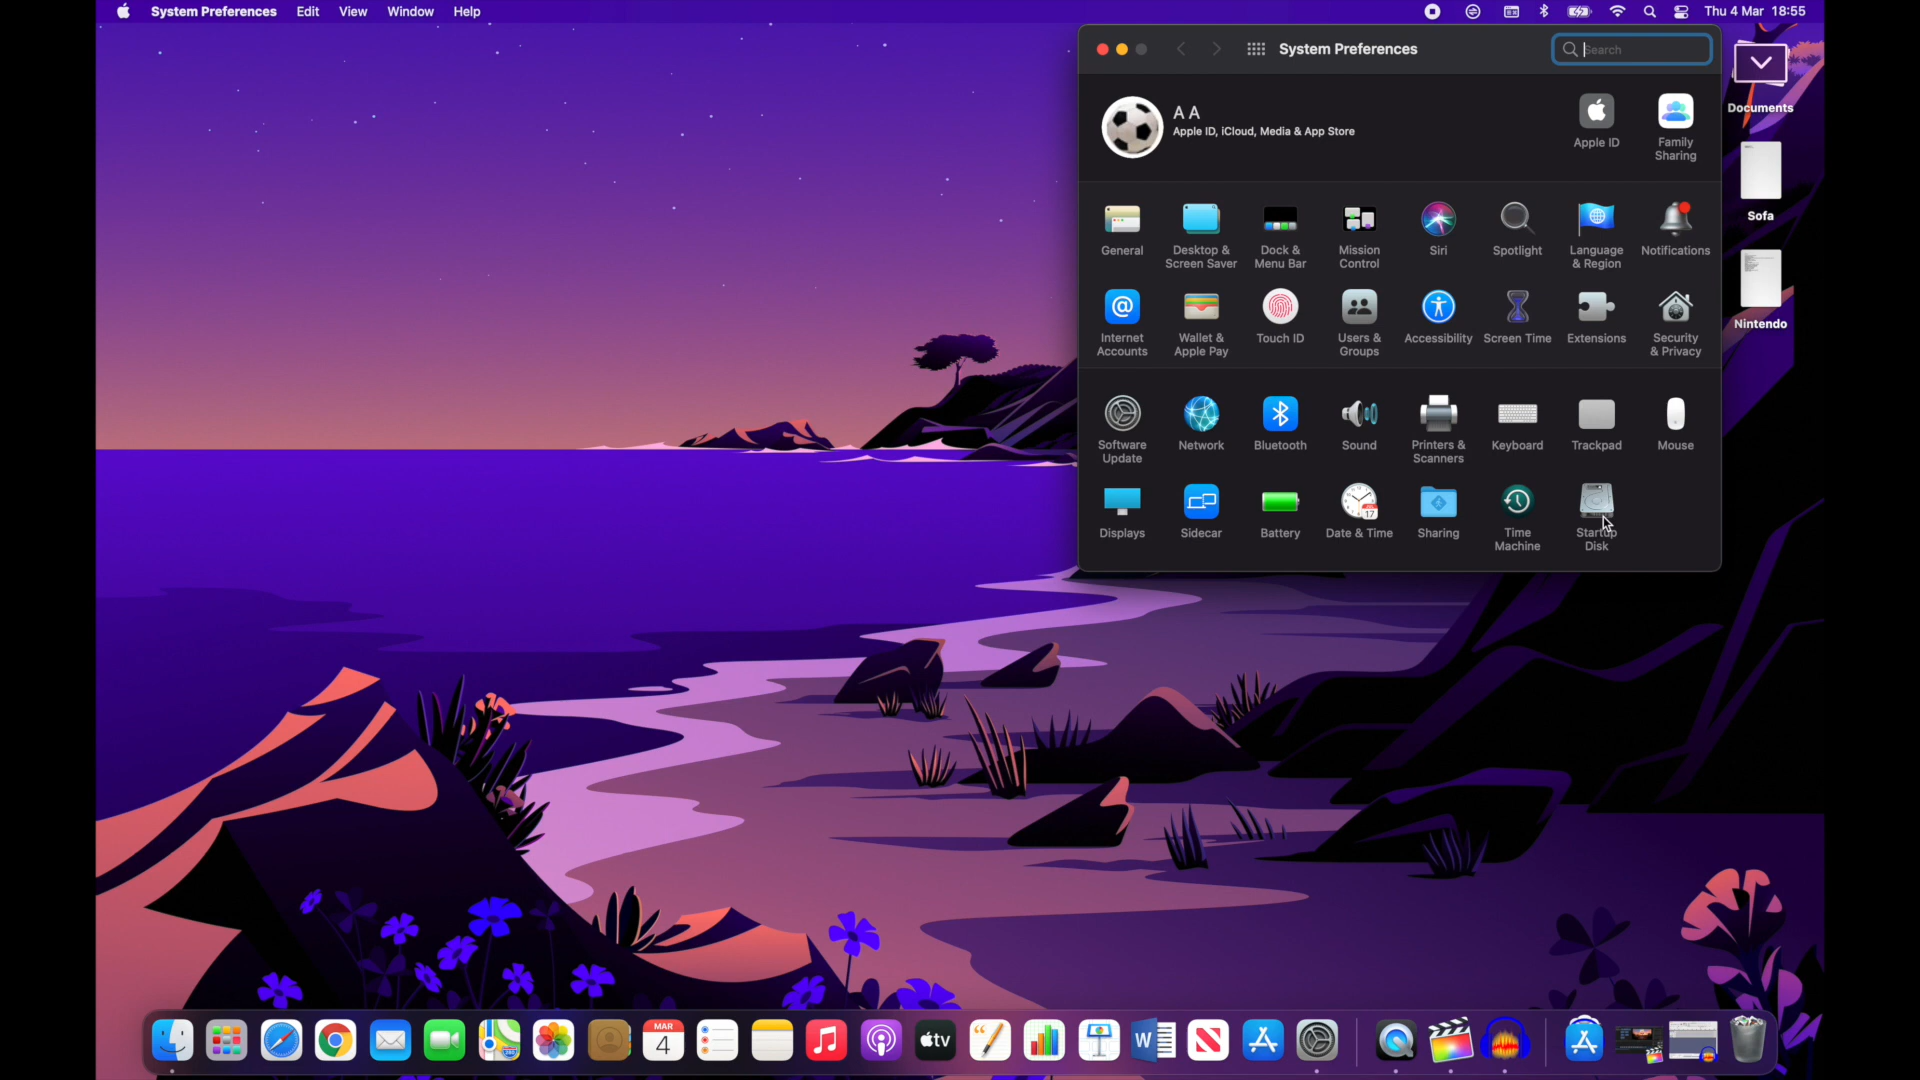 System Preferences Edit View Window Help
Thu 4 Mar 18:55
System Preferences
Search
A A
Apple ID, iCloud, Media & App Store
Apple ID
Family
Sharing
General
Desktop &
Screen Saver
Dock &
Menu Bar
Mission
Control
Siri
Spotlight
Language
& Region
Notifications
Internet
Accounts
Wallet &
Apple Pay
Touch ID
Users &
Groups
Accessibility
Screen Time
Extensions
Security
& Privacy
Software
Update
Network
Bluetooth
Sound
Printers &
Scanners
Keyboard
Trackpad
Mouse
Displays
Sidecar
Battery
Date & Time
Sharing
Time
Machine
Startup
Disk
Documents
Sofa
Nintendo
MAR
4
tv
W